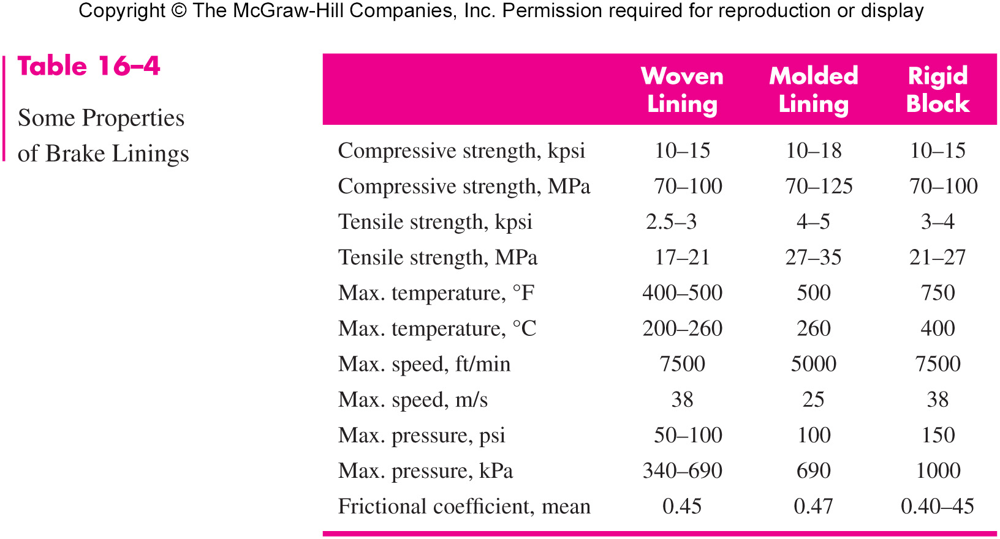 Copyright © The McGraw-Hill Companies, Inc. Permission required for reproduction or display
Table 16–4
Some Properties
of Brake Linings
Woven Lining Molded Lining Rigid Block
Compressive strength, kpsi 10–15 10–18 10–15
Compressive strength, MPa 70–100 70–125 70–100
Tensile strength, kpsi 2.5–3 4–5 3–4
Tensile strength, MPa 17–21 27–35 21–27
Max. temperature, °F 400–500 500 750
Max. temperature, °C 200–260 260 400
Max. speed, ft/min 7500 5000 7500
Max. speed, m/s 38 25 38
Max. pressure, psi 50–100 100 150
Max. pressure, kPa 340–690 690 1000
Frictional coefficient, mean 0.45 0.47 0.40–45